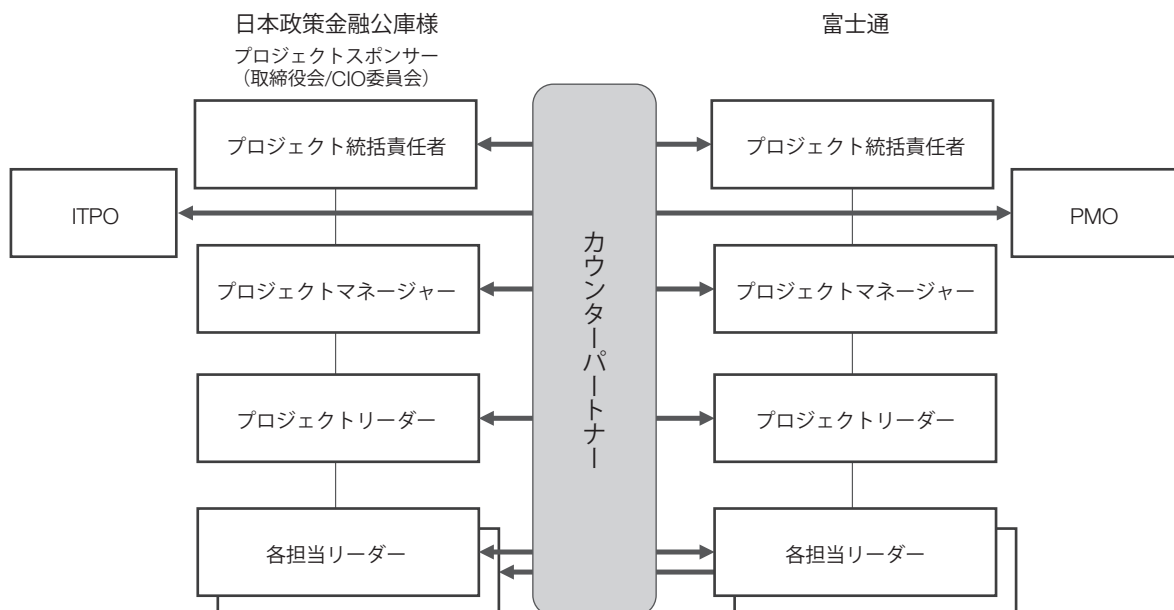 日本政策金融公庫様
プロジェクトスポンサー
（取締役会/CIO委員会）
富士通
プロジェクト統括責任者
プロジェクト統括責任者
ITPO
PMO
カウンターパートナー
プロジェクトマネージャー
プロジェクトマネージャー
プロジェクトリーダー
プロジェクトリーダー
各担当リーダー
各担当リーダー